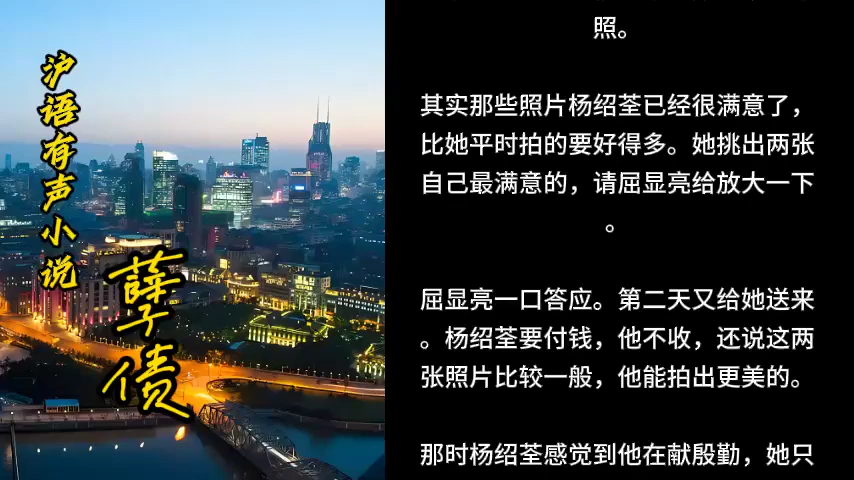 沪语有声小说
孽子债
照。
其实那些照片杨绍荃已经很满意了，
比她平时拍的要好得多。她挑出两张
自己最满意的，请屈显亮给放大一下
。
屈显亮一口答应。第二天又给她送来
。杨绍荃要付钱，他不收，还说这两
张照片比较一般，他能拍出更美的。
那时杨绍荃感觉到他在献殷勤，她只